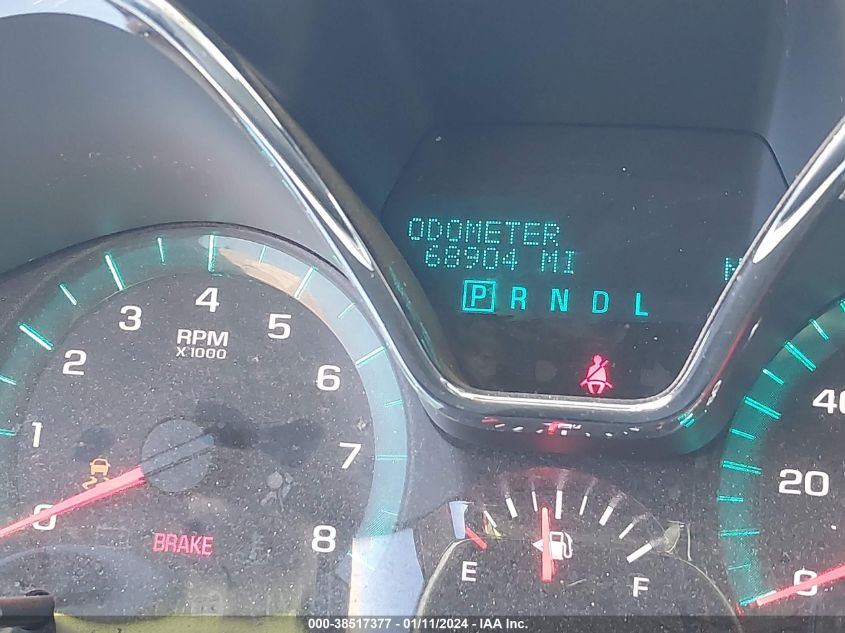 ODOMETER
68904 MI
N
P R N D L
0
1
2
3
4
5
6
7
8
RPM
X1000
BRAKE
E
F
0
20
40
000-38517377 - 01/11/2024 - IAA Inc.